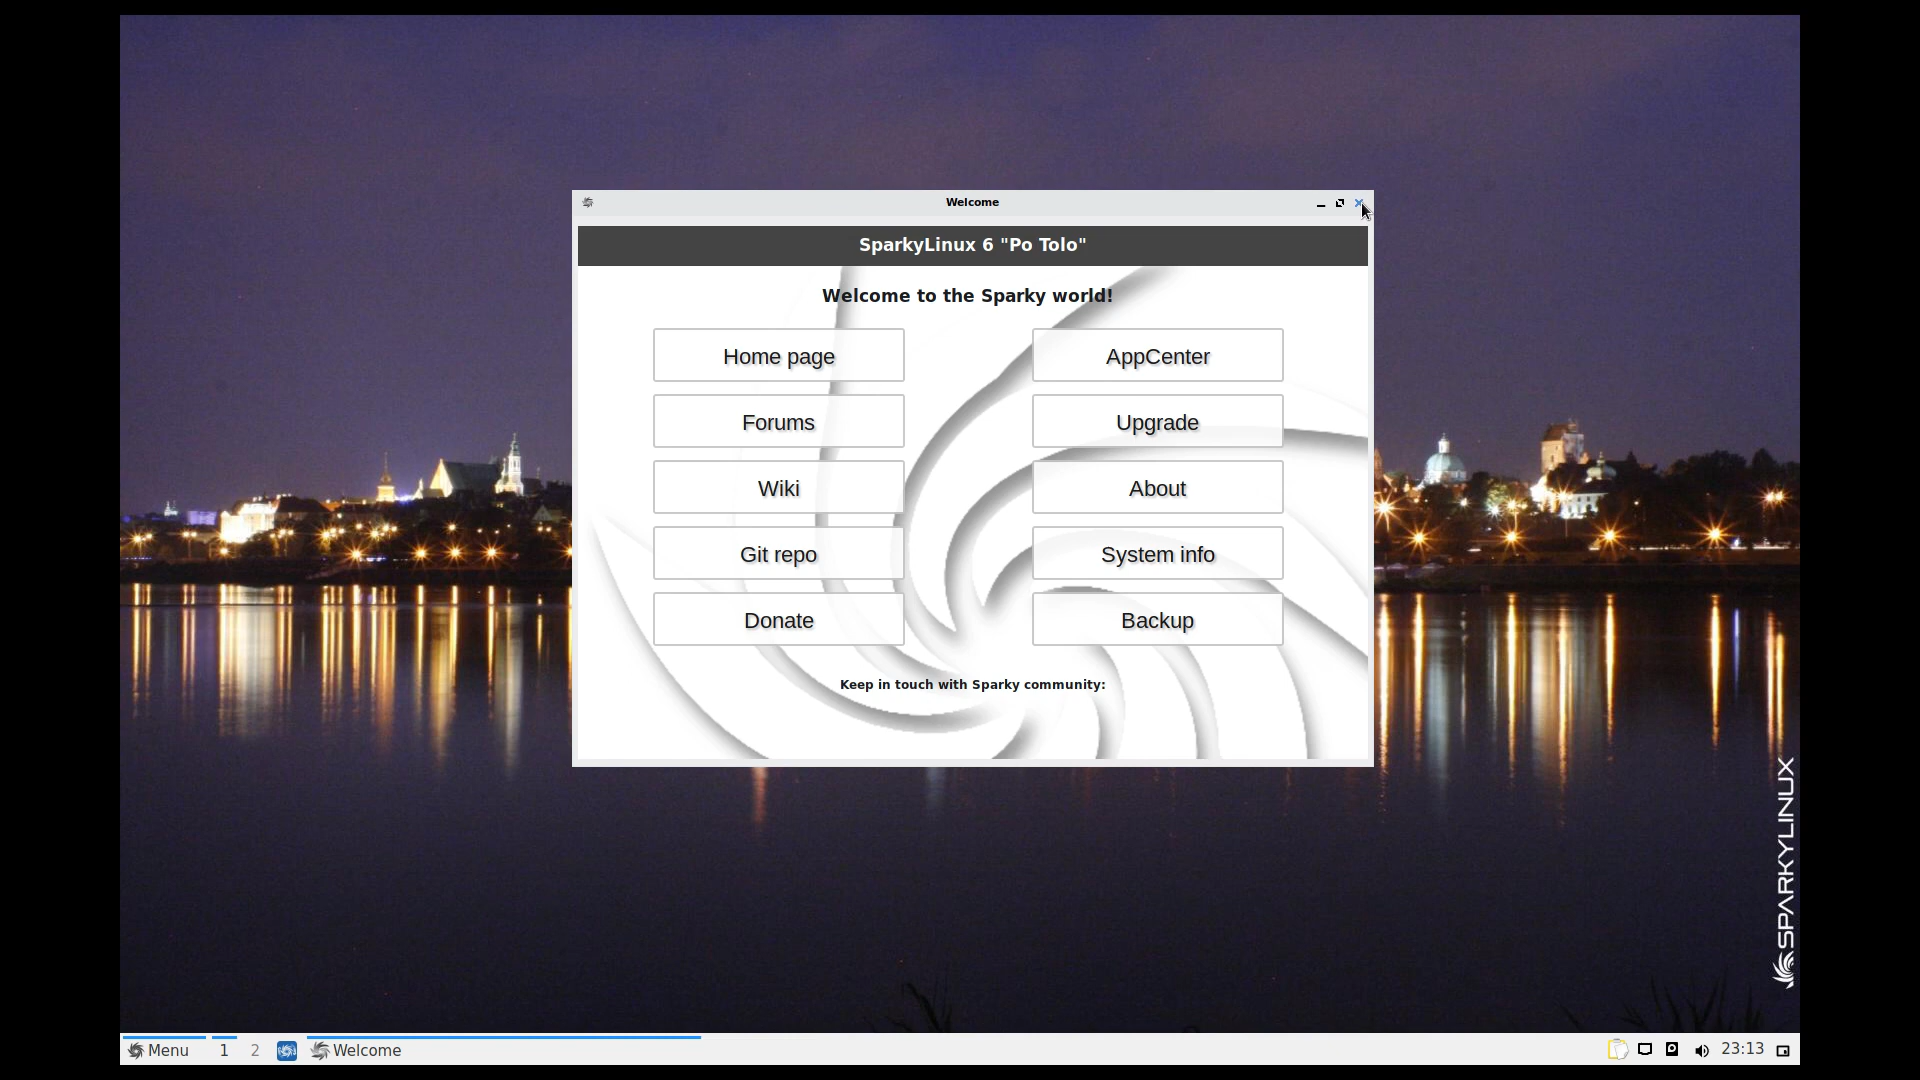 Welcome
SparkyLinux 6 "Po Tolo"
Welcome to the Sparky world!
Home page
AppCenter
Forums
Upgrade
Wiki
About
Git repo
System info
Donate
Backup
Keep in touch with Sparky community:
SPARKYLINUX
Menu 1 2 Welcome 23:13